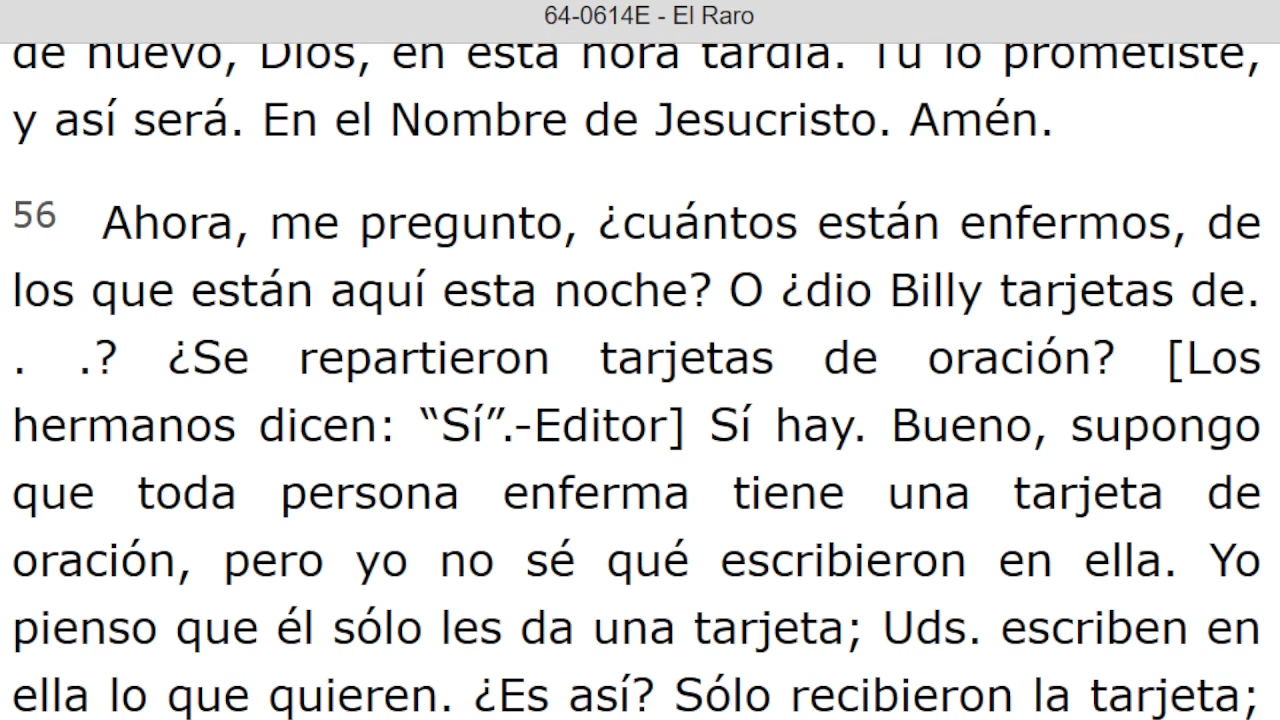 64-0614E - El Raro
de nuevo, Dios, en esta hora tardía. Tú lo prometiste,
y así será. En el Nombre de Jesucristo. Amén.
56 Ahora, me pregunto, ¿cuántos están enfermos, de
los que están aquí esta noche? O ¿dio Billy tarjetas de.
. .? ¿Se repartieron tarjetas de oración? [Los
hermanos dicen: “Sí”.-Editor] Sí hay. Bueno, supongo
que toda persona enferma tiene una tarjeta de
oración, pero yo no sé qué escribieron en ella. Yo
pienso que él sólo les da una tarjeta; Uds. escriben en
ella lo que quieren. ¿Es así? Sólo recibieron la tarjeta;